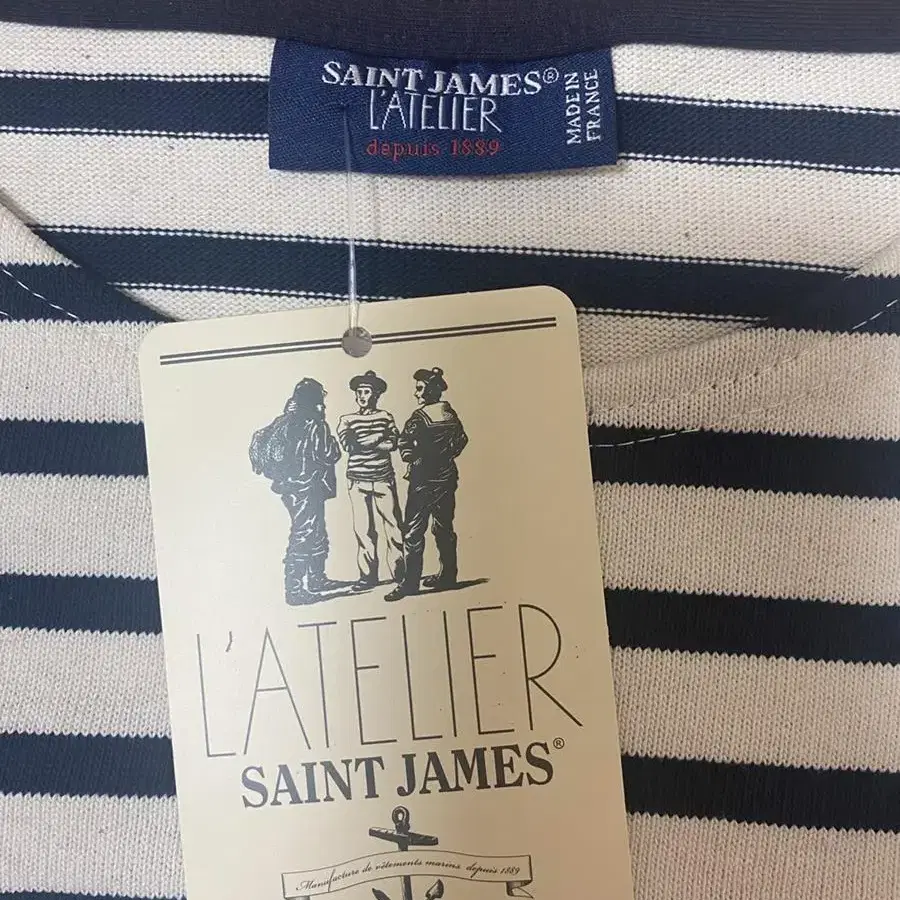 SAINT JAMES®
L'ATELIER
depuis 1889
MADE IN
FRANCE
L'ATELIER
SAINT JAMES®
Manufacture de vêtements marins depuis 1889